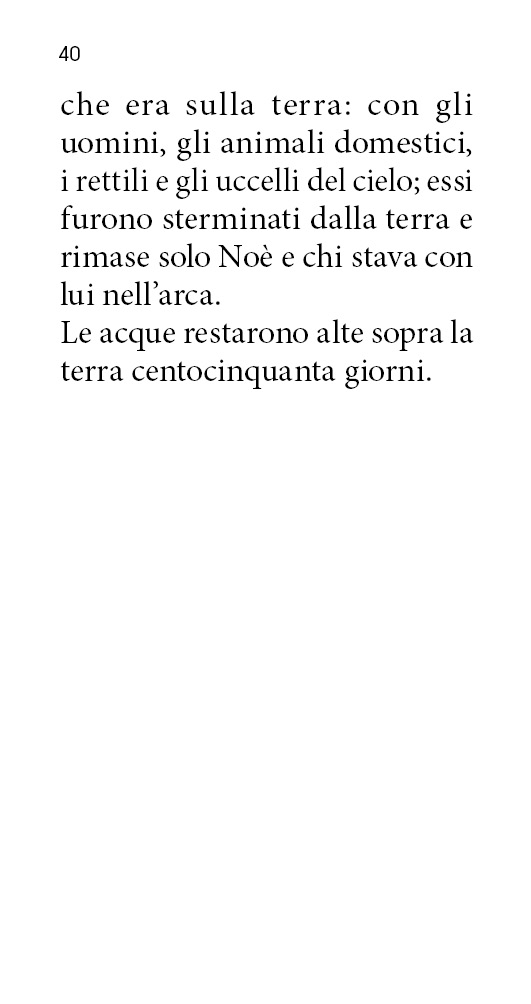 40
che era sulla terra: con gli
uomini, gli animali domestici,
i rettili e gli uccelli del cielo; essi
furono sterminati dalla terra e
rimase solo Noè e chi stava con
lui nell’arca.
Le acque restarono alte sopra la
terra centocinquanta giorni.